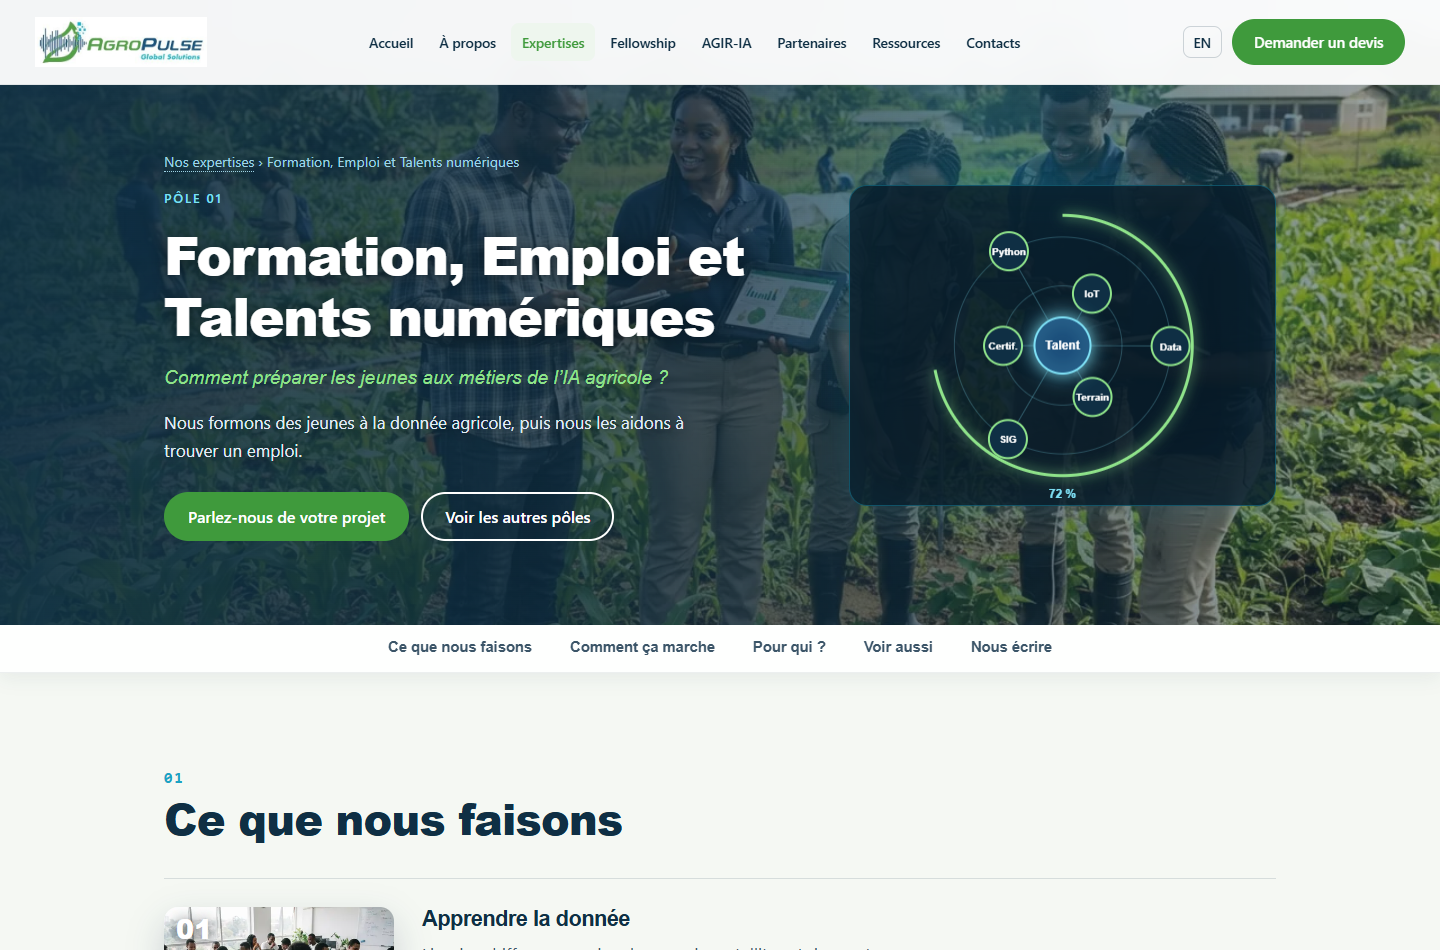 AGROPULSE
Global Solutions
Accueil
À propos
Expertises
Fellowship
AGIR-IA
Partenaires
Ressources
Contacts
EN
Demander un devis
Nos expertises › Formation, Emploi et Talents numériques
PÔLE 01
Formation, Emploi et
Talents numériques
Comment préparer les jeunes aux métiers de l’IA agricole ?
Nous formons des jeunes à la donnée agricole, puis nous les aidons à
trouver un emploi.
Parlez-nous de votre projet
Voir les autres pôles
Python
IoT
Certif.
Talent
Data
Terrain
SIG
72 %
Ce que nous faisons
Comment ça marche
Pour qui ?
Voir aussi
Nous écrire
01
Ce que nous faisons
01
Apprendre la donnée